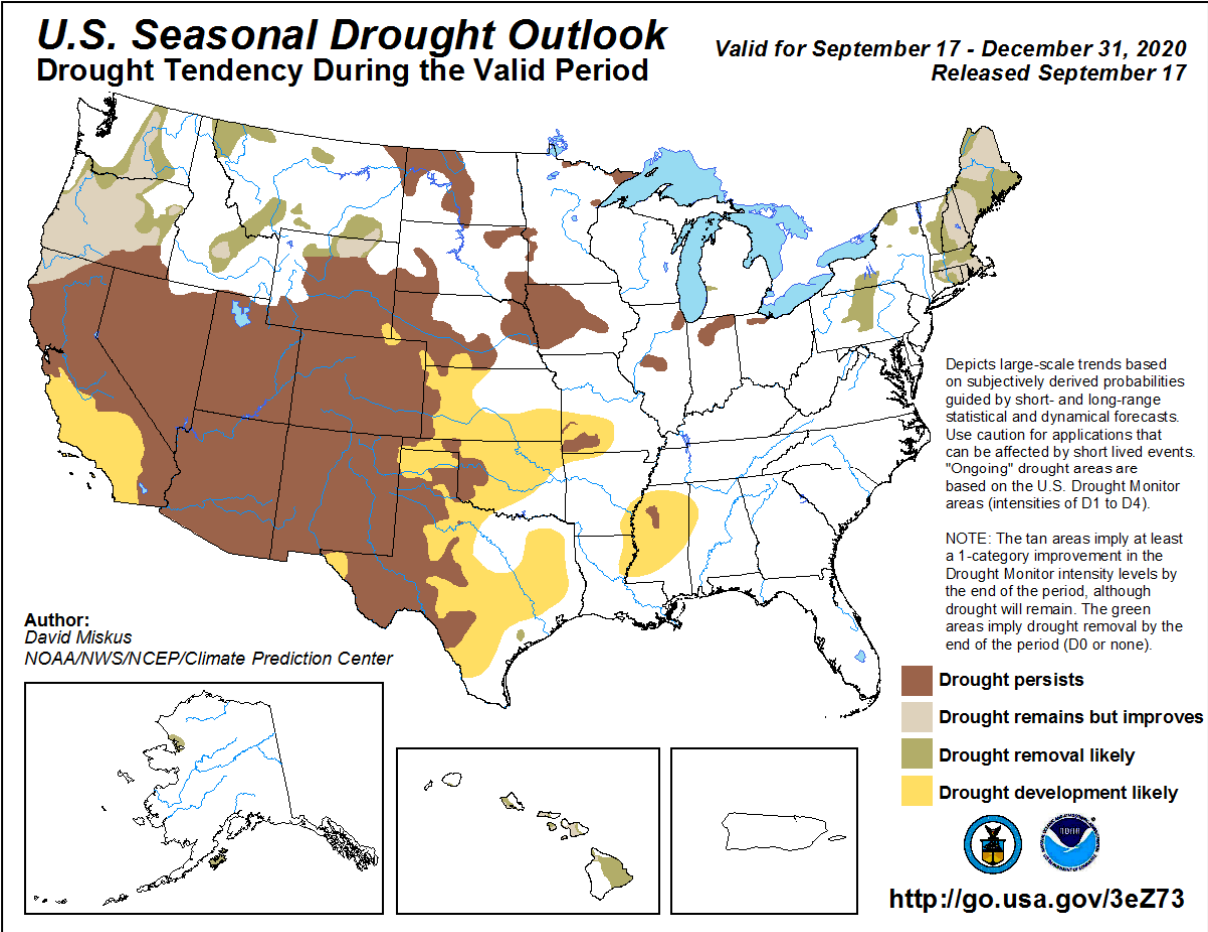 U.S. Seasonal Drought Outlook
Drought Tendency During the Valid Period
Valid for September 17 - December 31, 2020
Released September 17
Depicts large-scale trends based
on subjectively derived probabilities
guided by short- and long-range
statistical and dynamical forecasts.
Use caution for applications that
can be affected by short lived events.
"Ongoing" drought areas are
based on the U.S. Drought Monitor
areas (intensities of D1 to D4).
NOTE: The tan areas imply at least
a 1-category improvement in the
Drought Monitor intensity levels by
the end of the period, although
drought will remain. The green
areas imply drought removal by the
end of the period (D0 or none).
Author:
David Miskus
NOAA/NWS/NCEP/Climate Prediction Center
Drought persists
Drought remains but improves
Drought removal likely
Drought development likely
http://go.usa.gov/3eZ73